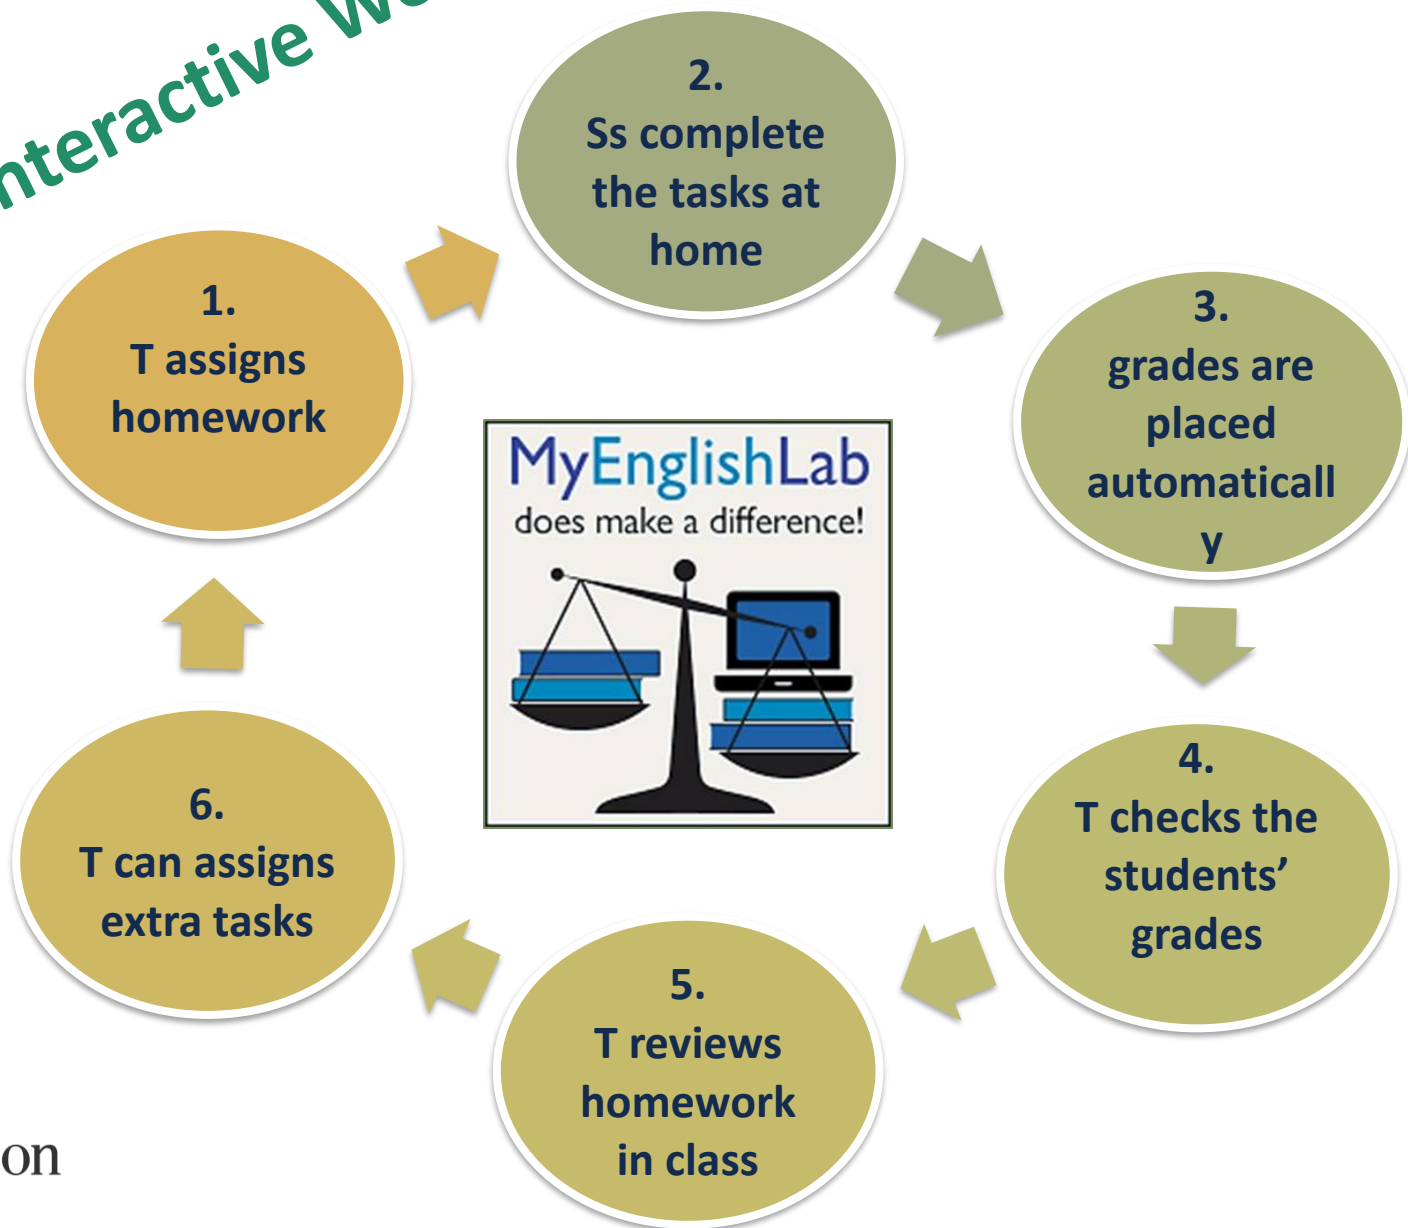 nteractive Wo
1.
T assigns
homework
2.
Ss complete
the tasks at
home
3.
grades are
placed
automaticall
y
4.
T checks the
students’
grades
5.
T reviews
homework
in class
6.
T can assigns
extra tasks
MyEnglishLab
does make a difference!
on